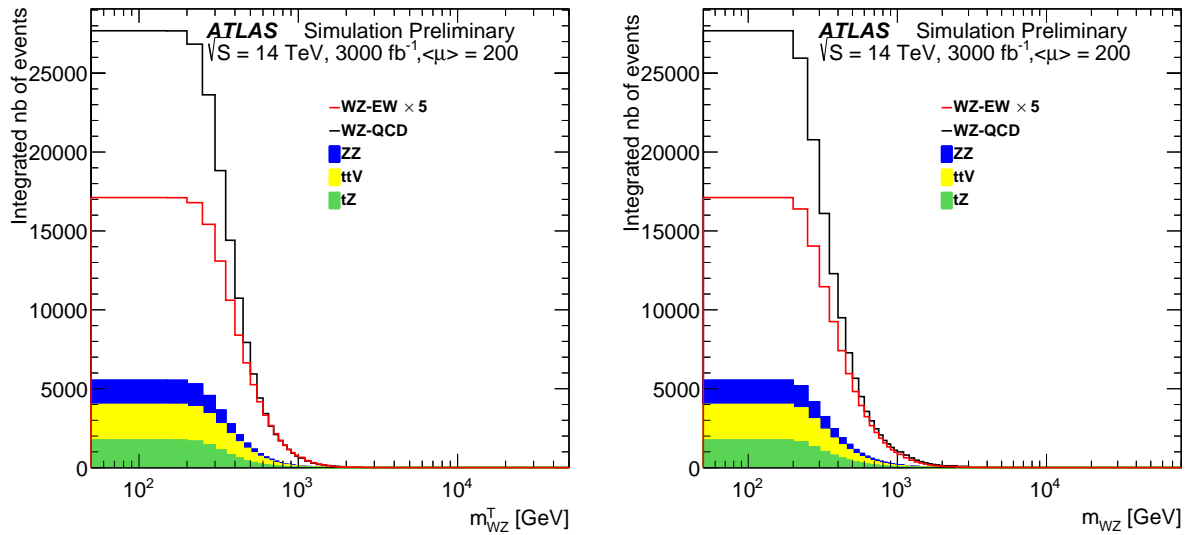 ATLAS Simulation Preliminary
√S = 14 TeV, 3000 fb⁻¹,<μ> = 200
Integrated nb of events
25000
20000
15000
10000
5000
0
WZ-EW × 5
WZ-QCD
ZZ
ttV
tZ
10² 10³ 10⁴
m_WZ^T [GeV]
ATLAS Simulation Preliminary
√S = 14 TeV, 3000 fb⁻¹,<μ> = 200
Integrated nb of events
25000
20000
15000
10000
5000
0
WZ-EW × 5
WZ-QCD
ZZ
ttV
tZ
10² 10³ 10⁴
m_WZ [GeV]